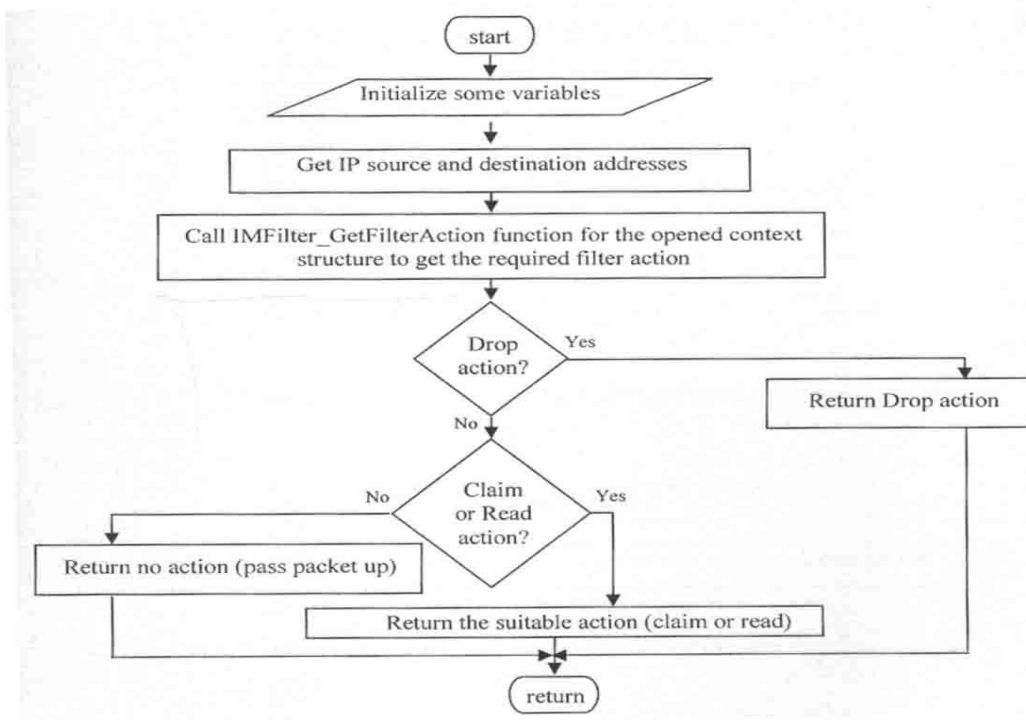 start
Initialize some variables
Get IP source and destination addresses
Call IMFilter_GetFilterAction function for the opened context
structure to get the required filter action
Drop
action?
Yes
Return Drop action
No
Claim
or Read
action?
No
Yes
Return no action (pass packet up)
Return the suitable action (claim or read)
return